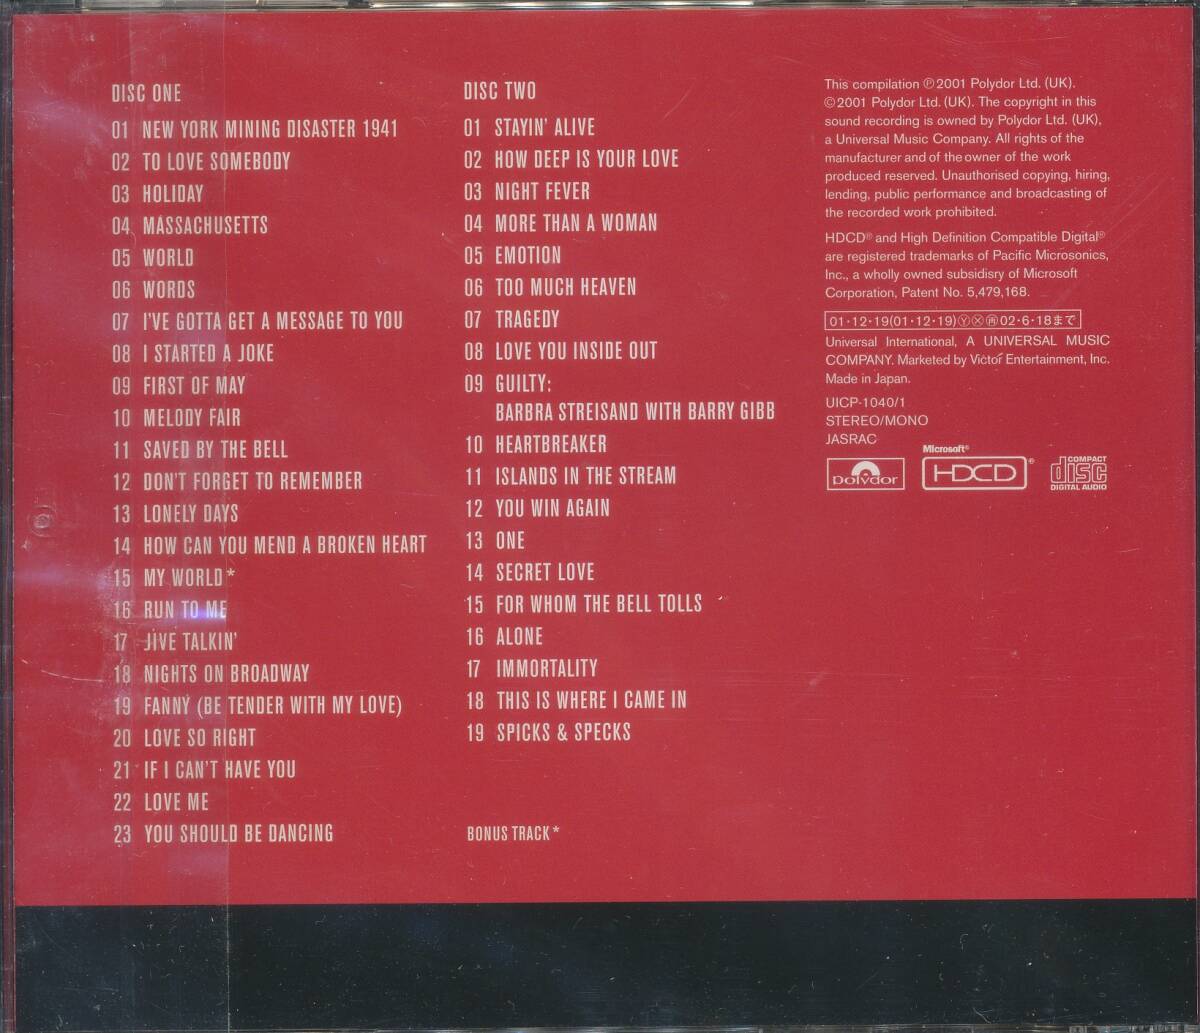 DISC ONE
01 NEW YORK MINING DISASTER 1941
02 TO LOVE SOMEBODY
03 HOLIDAY
04 MASSACHUSETTS
05 WORLD
06 WORDS
07 I'VE GOTTA GET A MESSAGE TO YOU
08 I STARTED A JOKE
09 FIRST OF MAY
10 MELODY FAIR
11 SAVED BY THE BELL
12 DON'T FORGET TO REMEMBER
13 LONELY DAYS
14 HOW CAN YOU MEND A BROKEN HEART
15 MY WORLD*
16 RUN TO ME
17 JIVE TALKIN'
18 NIGHTS ON BROADWAY
19 FANNY (BE TENDER WITH MY LOVE)
20 LOVE SO RIGHT
21 IF I CAN'T HAVE YOU
22 LOVE ME
23 YOU SHOULD BE DANCING
DISC TWO
01 STAYIN' ALIVE
02 HOW DEEP IS YOUR LOVE
03 NIGHT FEVER
04 MORE THAN A WOMAN
05 EMOTION
06 TOO MUCH HEAVEN
07 TRAGEDY
08 LOVE YOU INSIDE OUT
09 GUILTY:
BARBRA STREISAND WITH BARRY GIBB
10 HEARTBREAKER
11 ISLANDS IN THE STREAM
12 YOU WIN AGAIN
13 ONE
14 SECRET LOVE
15 FOR WHOM THE BELL TOLLS
16 ALONE
17 IMMORTALITY
18 THIS IS WHERE I CAME IN
19 SPICKS & SPECKS
BONUS TRACK*
This compilation ℗2001 Polydor Ltd. (UK).
©2001 Polydor Ltd. (UK). The copyright in this
sound recording is owned by Polydor Ltd. (UK),
a Universal Music Company. All rights of the
manufacturer and of the owner of the work
produced reserved. Unauthorised copying, hiring,
lending, public performance and broadcasting of
the recorded work prohibited.
HDCD® and High Definition Compatible Digital®
are registered trademarks of Pacific Microsonics,
Inc., a wholly owned subsidisry of Microsoft
Corporation, Patent No. 5,479,168.
01·12·19(01·12·19)Ⓨ Ⓧ ㊞02·6·18まで
Universal International, A UNIVERSAL MUSIC
COMPANY. Marketed by Victor Entertainment, Inc.
Made in Japan.
UICP-1040/1
STEREO/MONO
JASRAC
polydor
Microsoft®
HDCD®
COMPACT
disc
DIGITAL AUDIO